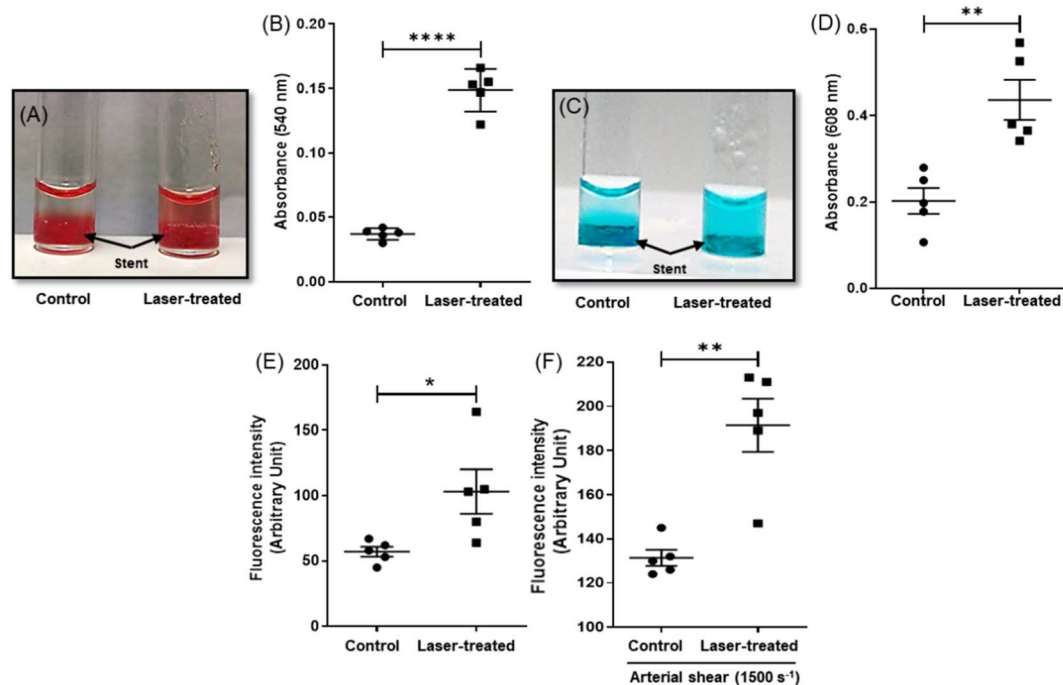 (A)
Stent
Control Laser-treated
(B)
Absorbance (540 nm)
0.20
0.15
0.10
0.05
0.00
****
Control Laser-treated
(C)
Stent
Control Laser-treated
(D)
Absorbance (608 nm)
0.6
0.4
0.2
0.0
**
Control Laser-treated
(E)
Fluorescence intensity
(Arbitrary Unit)
200
150
100
50
0
*
Control Laser-treated
(F)
Fluorescence intensity
(Arbitrary Unit)
220
200
180
160
140
120
100
**
Control Laser-treated
Arterial shear (1500 s⁻¹)